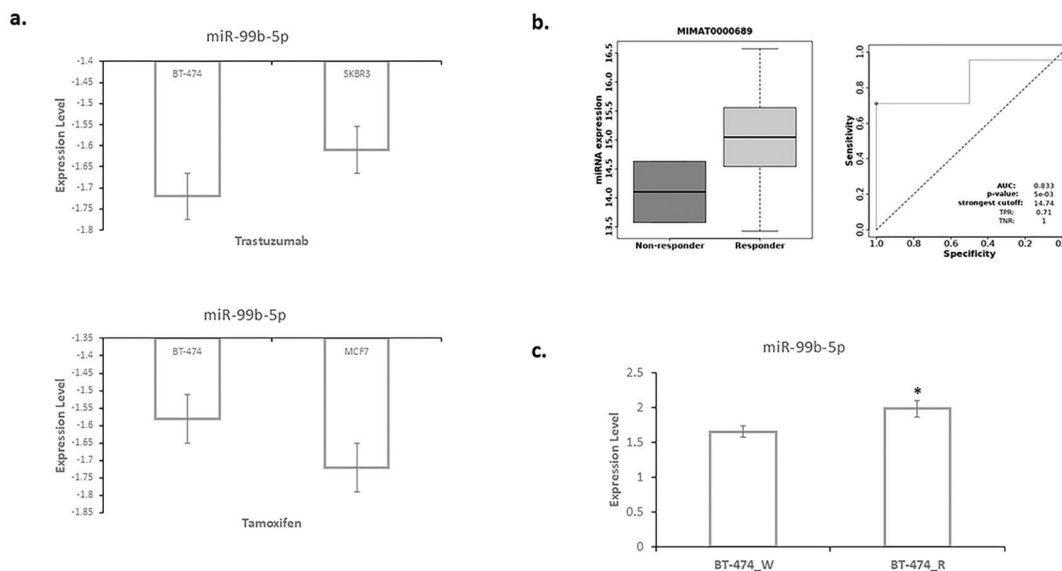 a.
miR-99b-5p
-1.4
-1.45
-1.5
-1.55
-1.6
-1.65
-1.7
-1.75
-1.8
Expression Level
BT-474
SKBR3
Trastuzumab
miR-99b-5p
-1.35
-1.4
-1.45
-1.5
-1.55
-1.6
-1.65
-1.7
-1.75
-1.8
-1.85
Expression Level
BT-474
MCF7
Tamoxifen
b.
MIMAT0000689
miRNA expression
16.5
16.0
15.5
15.0
14.5
14.0
13.5
Non-responder Responder
Sensitivity
1.0
0.8
0.6
0.4
0.2
0.0
AUC: 0.833
p-value: 5e-03
strongest cutoff: 14.74
TPR: 0.71
TNR: 1
1.0 0.8 0.6 0.4 0.2
Specificity
c.
miR-99b-5p
2.5
2
1.5
1
0.5
0
Expression Level
*
BT-474_W BT-474_R